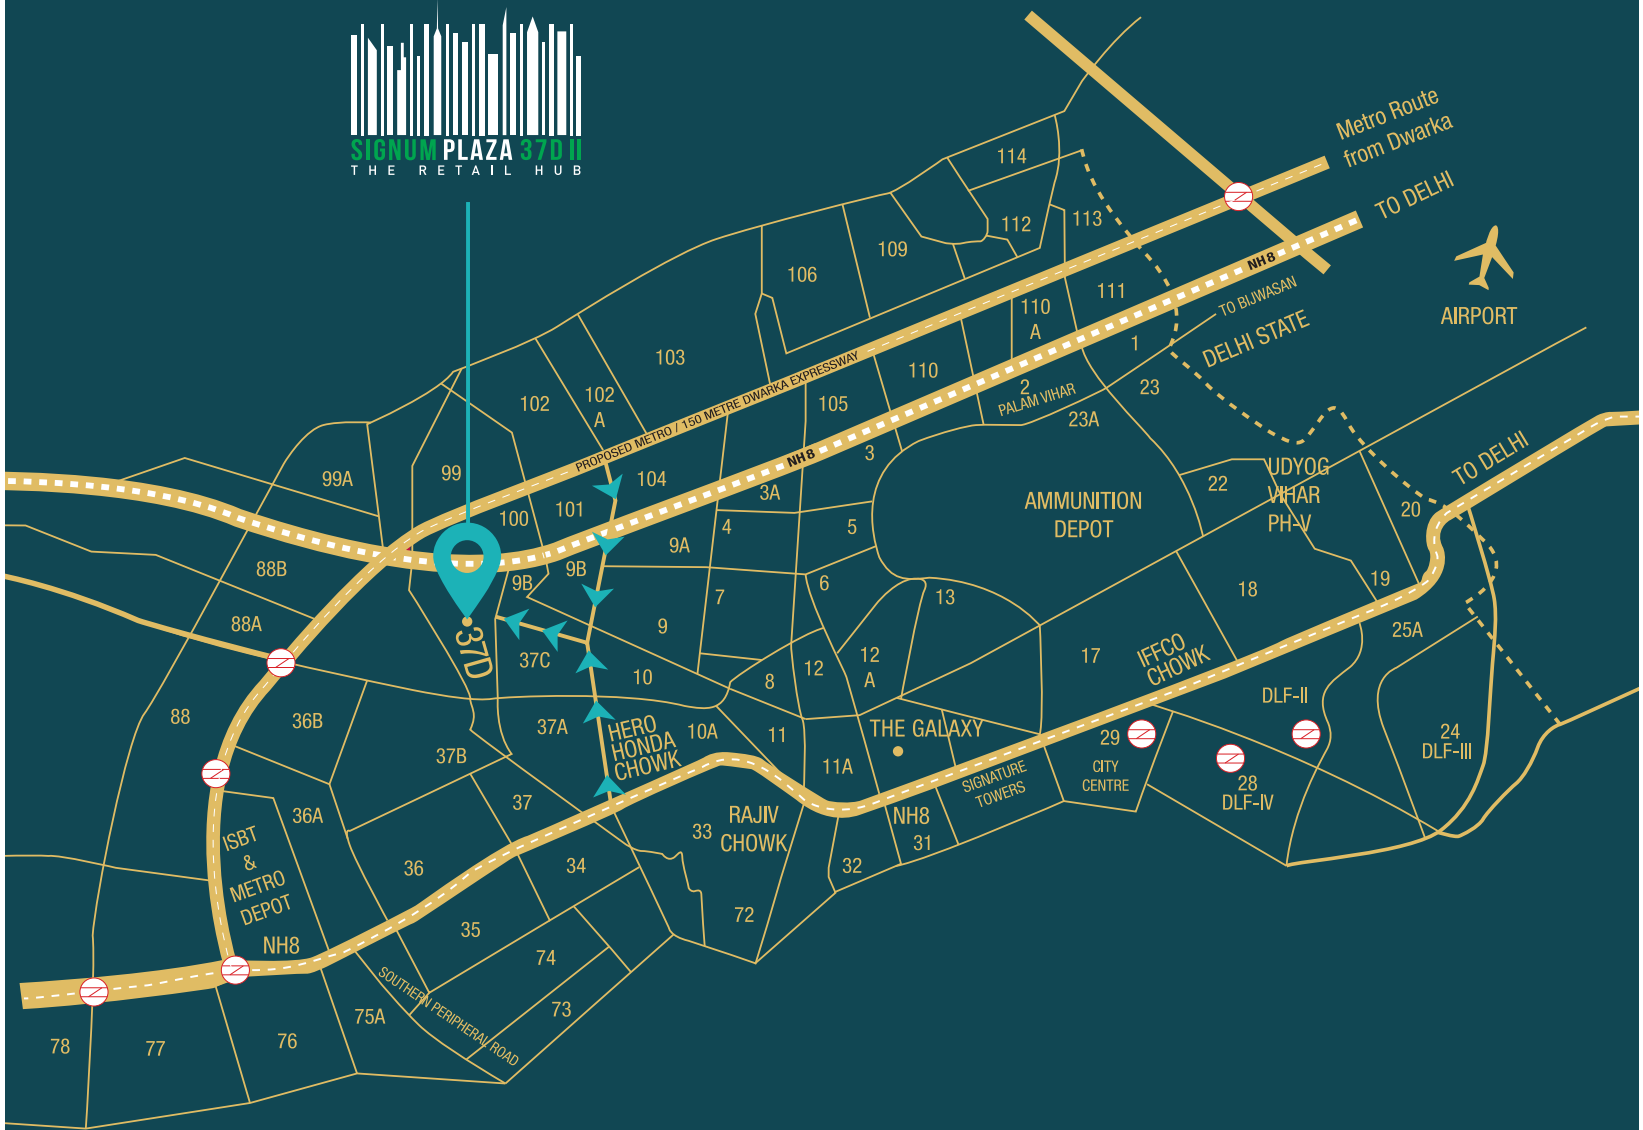 SIGNUM PLAZA 37D II
THE RETAIL HUB
Metro Route
from Dwarka
TO DELHI
NH8
TO BIJWASAN
DELHI STATE
AIRPORT
114
112
113
109
106
111
110
A
1
103
110
2
PALAM VIHAR
23
23A
102
102
A
PROPOSED METRO / 150 METRE DWARKA EXPRESSWAY
105
NH8
3
99A
99
104
3A
100
101
AMMUNITION
DEPOT
22
UDYOG
VIHAR
PH-V
20
TO DELHI
4
5
9A
88B
9B
9B
6
7
13
18
19
88A
9
37D
37C
10
12
12
A
17
IFFCO
CHOWK
25A
8
DLF-II
88
36B
37A
HERO
HONDA
CHOWK
10A
11
THE GALAXY
29
24
DLF-III
37B
11A
SIGNATURE
TOWERS
CITY
CENTRE
28
DLF-IV
36A
37
33
RAJIV
CHOWK
NH8
31
ISBT
&
METRO
DEPOT
36
34
32
35
72
NH8
74
SOUTHERN PERIPHERAL ROAD
75A
73
78
77
76